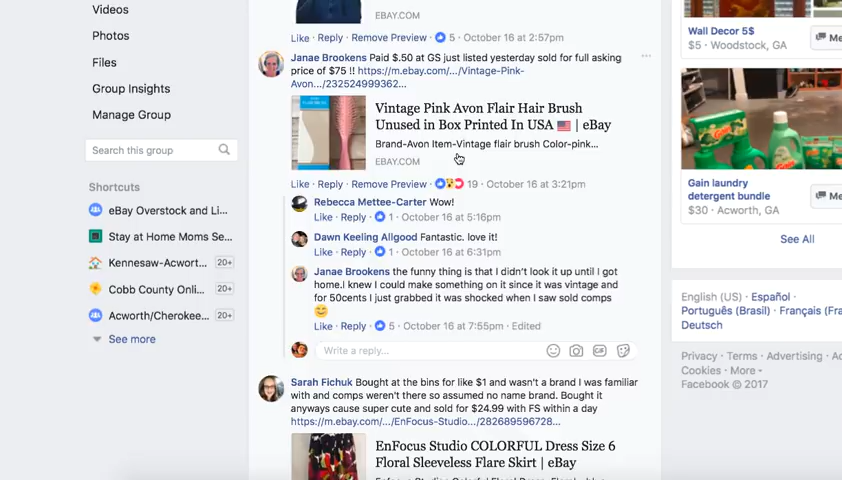 Videos
Photos
Files
Group Insights
Manage Group
Search this group
Shortcuts
eBay Overstock and Li...
Stay at Home Moms Se...
Kennesaw-Acwort... 20+
Cobb County Onli... 20+
Acworth/Cherokee... 20+
See more
EBAY.COM
Like · Reply · Remove Preview · 5 · October 16 at 2:57pm
Janae Brookens Paid $.50 at GS just listed yesterday sold for full asking
price of $75 !! https://m.ebay.com/.../Vintage-Pink-
Avon.../232524999362...
Vintage Pink Avon Flair Hair Brush
Unused in Box Printed In USA 🇺🇸 | eBay
Brand-Avon Item-Vintage flair brush Color-pink...
EBAY.COM
Like · Reply · Remove Preview · 19 · October 16 at 3:21pm
Rebecca Mettee-Carter Wow!
Like · Reply · 1 · October 16 at 5:16pm
Dawn Keeling Allgood Fantastic. love it!
Like · Reply · 1 · October 16 at 6:31pm
Janae Brookens the funny thing is that I didn't look it up until I got
home.I knew I could make something on it since it was vintage and
for 50cents I just grabbed it was shocked when I saw sold comps
😊
Like · Reply · 5 · October 16 at 7:55pm · Edited
Write a reply...
Sarah Fichuk Bought at the bins for like $1 and wasn't a brand I was familiar
with and comps weren't there so assumed no name brand. Bought it
anyways cause super cute and sold for $24.99 with FS within a day
https://m.ebay.com/.../EnFocus-Studio.../282689596728...
EnFocus Studio COLORFUL Dress Size 6
Floral Sleeveless Flare Skirt | eBay
Wall Decor 5$
$5 · Woodstock, GA
Me
Gain laundry
detergent bundle
$30 · Acworth, GA
Me
See All
English (US) · Español ·
Português (Brasil) · Français (Fra
Deutsch
Privacy · Terms · Advertising · A
Cookies · More
Facebook © 2017